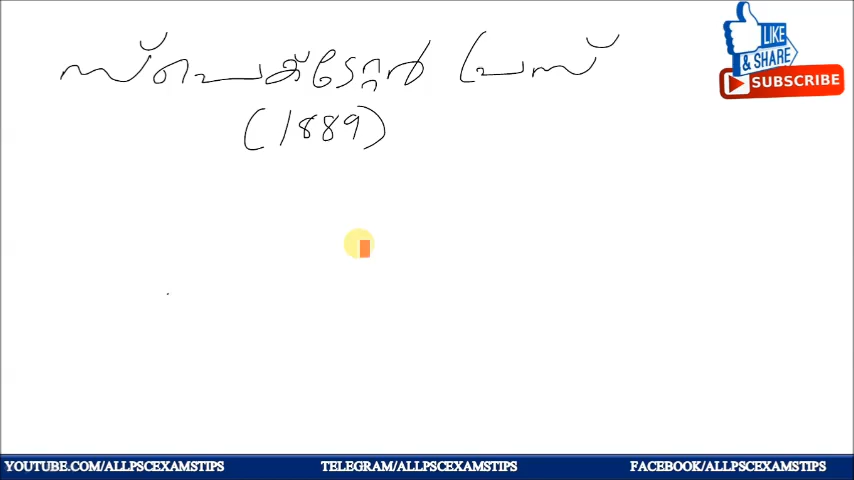 സ്പെക്ടേറ്റർ പ്രസ്
(1889)
LIKE
& SHARE
SUBSCRIBE
YOUTUBE.COM/ALLPSCEXAMSTIPS TELEGRAM/ALLPSCEXAMSTIPS FACEBOOK/ALLPSCEXAMSTIPS